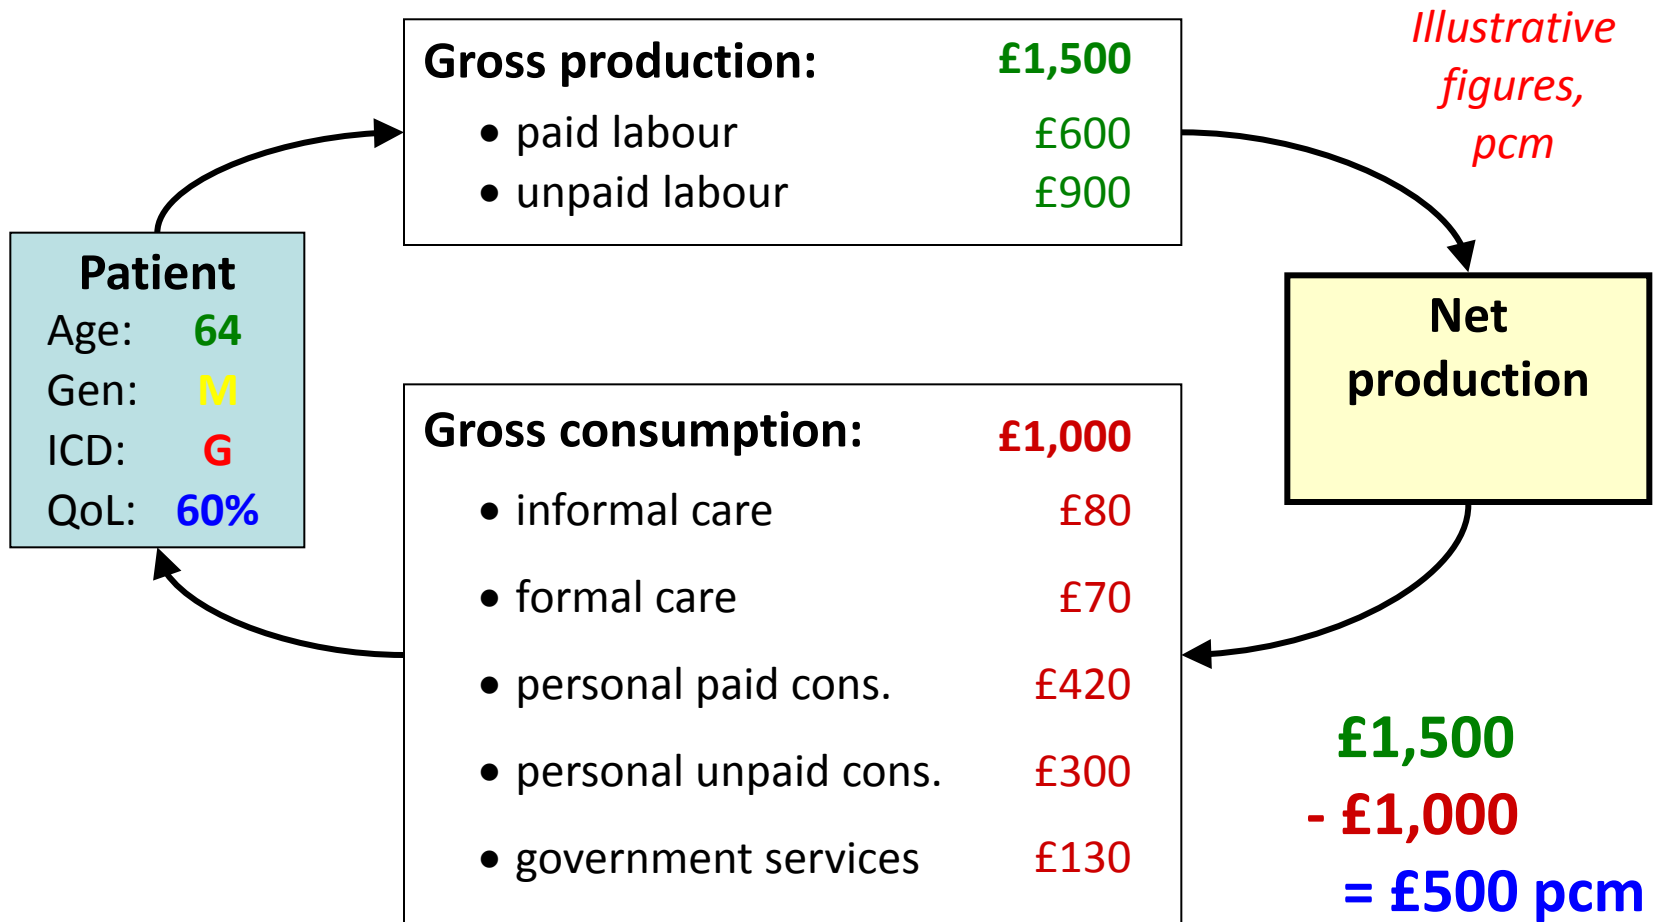 Illustrative
figures,
pcm
Gross production: £1,500
• paid labour £600
• unpaid labour £900
Patient
Age: 64
Gen: M
ICD: G
QoL: 60%
Net
production
Gross consumption: £1,000
• informal care £80
• formal care £70
• personal paid cons. £420
• personal unpaid cons. £300
• government services £130
£1,500
- £1,000
= £500 pcm